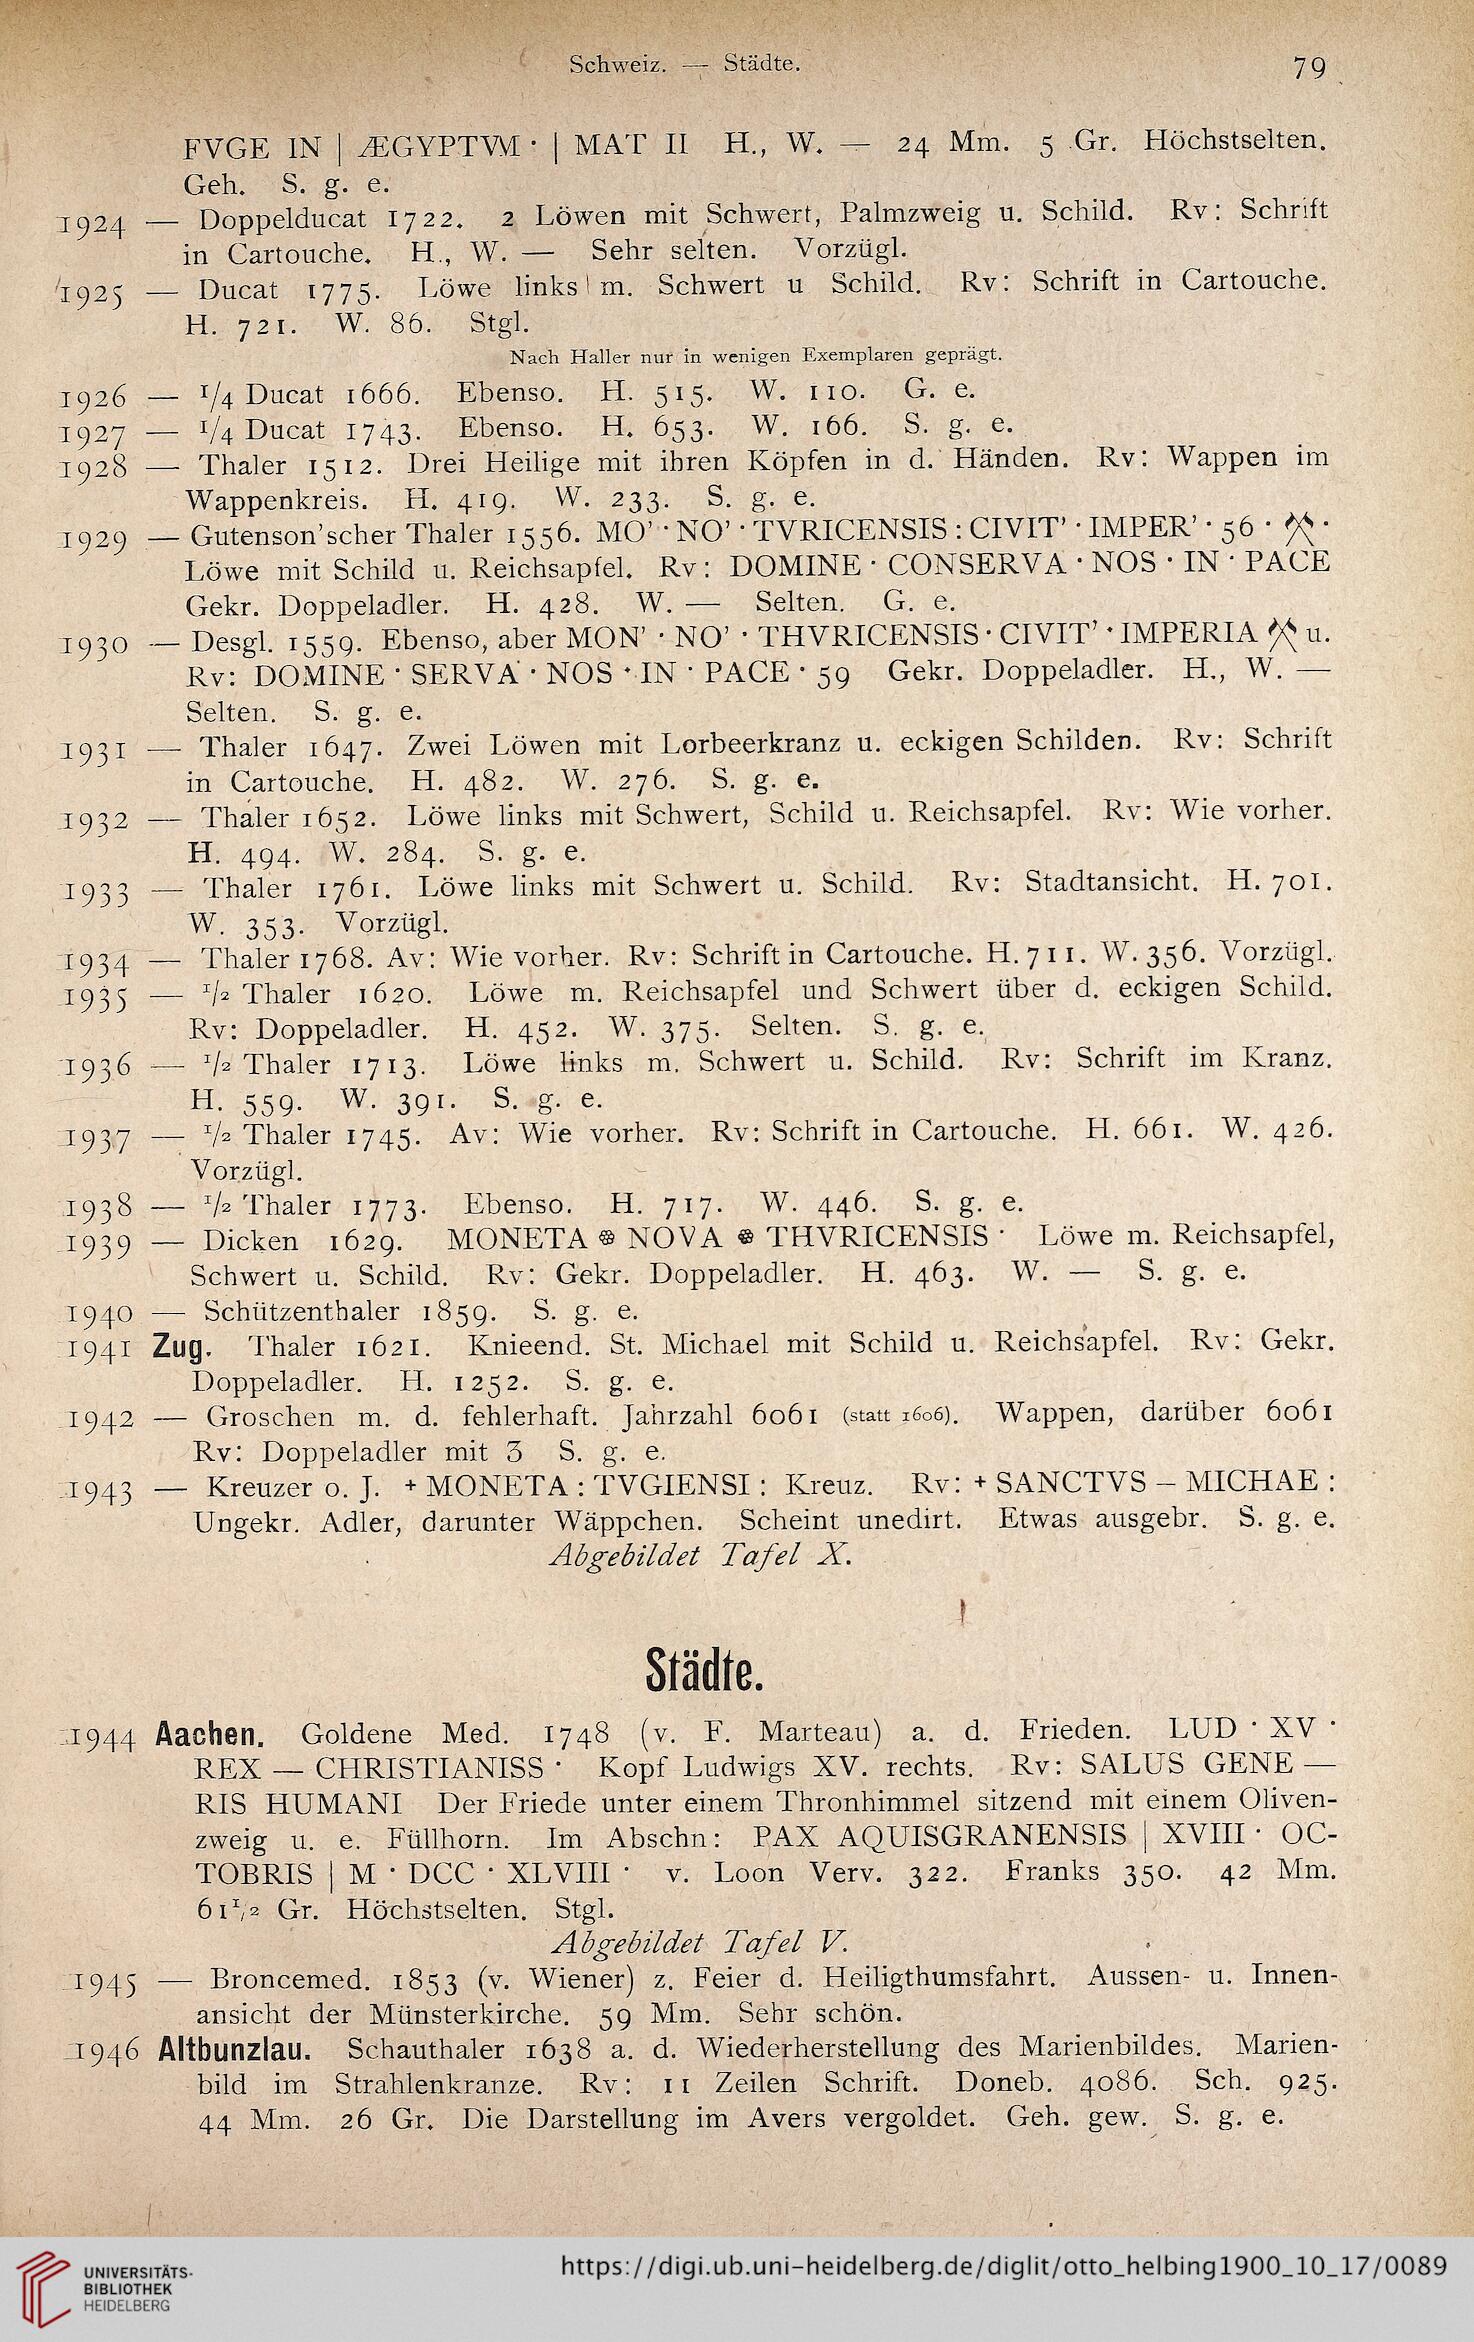 Schweiz. — Städte. 79
FVGE IN | ÆGYPTVM · | MAT II H., W. — 24 Mm. 5 Gr. Höchstselten.
Geh. S. g. e.
1924 — Doppelducat 1722. 2 Löwen mit Schwert, Palmzweig u. Schild. Rv: Schrift
in Cartouche. H., W. — Sehr selten. Vorzügl.
1925 — Ducat 1775. Löwe links m. Schwert u Schild. Rv: Schrift in Cartouche.
H. 721. W. 86. Stgl.
Nach Haller nur in wenigen Exemplaren geprägt.
1926 — 1/4 Ducat 1666. Ebenso. H. 515. W. 110. G. e.
1927 — 1/4 Ducat 1743. Ebenso. H. 653. W. 166. S. g. e.
1928 — Thaler 1512. Drei Heilige mit ihren Köpfen in d. Händen. Rv: Wappen im
Wappenkreis. H. 419. W. 233. S. g. e.
1929 — Gutenson'scher Thaler 1556. MO' · NO' · TVRICENSIS : CIVIT' · IMPER' · 56 · ·
Löwe mit Schild u. Reichsapfel. Rv: DOMINE · CONSERVA · NOS · IN · PACE
Gekr. Doppeladler. H. 428. W. — Selten. G. e.
1930 — Desgl. 1559. Ebenso, aber MON' · NO' · THVRICENSIS · CIVIT' · IMPERIA u.
Rv: DOMINE · SERVA · NOS · IN · PACE · 59 Gekr. Doppeladler. H., W. —
Selten. S. g. e.
1931 — Thaler 1647. Zwei Löwen mit Lorbeerkranz u. eckigen Schilden. Rv: Schrift
in Cartouche. H. 482. W. 276. S. g. e.
1932 — Thaler 1652. Löwe links mit Schwert, Schild u. Reichsapfel. Rv: Wie vorher.
H. 494. W. 284. S. g. e.
1933 — Thaler 1761. Löwe links mit Schwert u. Schild. Rv: Stadtansicht. H. 701.
W. 353. Vorzügl.
1934 — Thaler 1768. Av: Wie vorher. Rv: Schrift in Cartouche. H. 711. W. 356. Vorzügl.
1935 — 1/2 Thaler 1620. Löwe m. Reichsapfel und Schwert über d. eckigen Schild.
Rv: Doppeladler. H. 452. W. 375. Selten. S. g. e.
1936 — 1/2 Thaler 1713. Löwe links m. Schwert u. Schild. Rv: Schrift im Kranz.
H. 559. W. 391. S. g. e.
1937 — 1/2 Thaler 1745. Av: Wie vorher. Rv: Schrift in Cartouche. H. 661. W. 426.
Vorzügl.
1938 — 1/2 Thaler 1773. Ebenso. H. 717. W. 446. S. g. e.
1939 — Dicken 1629. MONETA ❁ NOVA ❁ THVRICENSIS · Löwe m. Reichsapfel,
Schwert u. Schild. Rv: Gekr. Doppeladler. H. 463. W. — S. g. e.
1940 — Schützenthaler 1859. S. g. e.
1941 Zug. Thaler 1621. Knieend. St. Michael mit Schild u. Reichsapfel. Rv: Gekr.
Doppeladler. H. 1252. S. g. e.
1942 — Groschen m. d. fehlerhaft. Jahrzahl 6061 (statt 1606). Wappen, darüber 6061
Rv: Doppeladler mit 3 S. g. e.
1943 — Kreuzer o. J. + MONETA : TVGIENSI : Kreuz. Rv: + SANCTVS – MICHAE :
Ungekr. Adler, darunter Wäppchen. Scheint unedirt. Etwas ausgebr. S. g. e.
Abgebildet Tafel X.
Städte.
1944 Aachen. Goldene Med. 1748 (v. F. Marteau) a. d. Frieden. LUD · XV ·
REX — CHRISTIANISS · Kopf Ludwigs XV. rechts. Rv: SALUS GENE —
RIS HUMANI Der Friede unter einem Thronhimmel sitzend mit einem Oliven-
zweig u. e. Füllhorn. Im Abschn: PAX AQUISGRANENSIS | XVIII · OC-
TOBRIS | M · DCC · XLVIII · v. Loon Verv. 322. Franks 350. 42 Mm.
61 1/2 Gr. Höchstselten. Stgl.
Abgebildet Tafel V.
1945 — Broncemed. 1853 (v. Wiener) z. Feier d. Heiligthumsfahrt. Aussen- u. Innen-
ansicht der Münsterkirche. 59 Mm. Sehr schön.
1946 Altbunzlau. Schauthaler 1638 a. d. Wiederherstellung des Marienbildes. Marien-
bild im Strahlenkranze. Rv: 11 Zeilen Schrift. Doneb. 4086. Sch. 925.
44 Mm. 26 Gr. Die Darstellung im Avers vergoldet. Geh. gew. S. g. e.
UNIVERSITÄTS-
BIBLIOTHEK
HEIDELBERG
https://digi.ub.uni-heidelberg.de/diglit/otto_helbing1900_10_17/0089